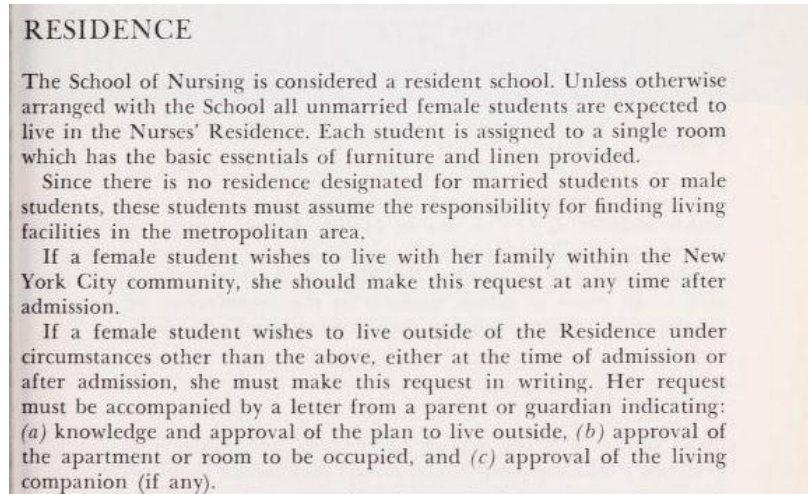 RESIDENCE
The School of Nursing is considered a resident school. Unless otherwise
arranged with the School all unmarried female students are expected to
live in the Nurses' Residence. Each student is assigned to a single room
which has the basic essentials of furniture and linen provided.
Since there is no residence designated for married students or male
students, these students must assume the responsibility for finding living
facilities in the metropolitan area.
If a female student wishes to live with her family within the New
York City community, she should make this request at any time after
admission.
If a female student wishes to live outside of the Residence under
circumstances other than the above, either at the time of admission or
after admission, she must make this request in writing. Her request
must be accompanied by a letter from a parent or guardian indicating:
(a) knowledge and approval of the plan to live outside, (b) approval of
the apartment or room to be occupied, and (c) approval of the living
companion (if any).